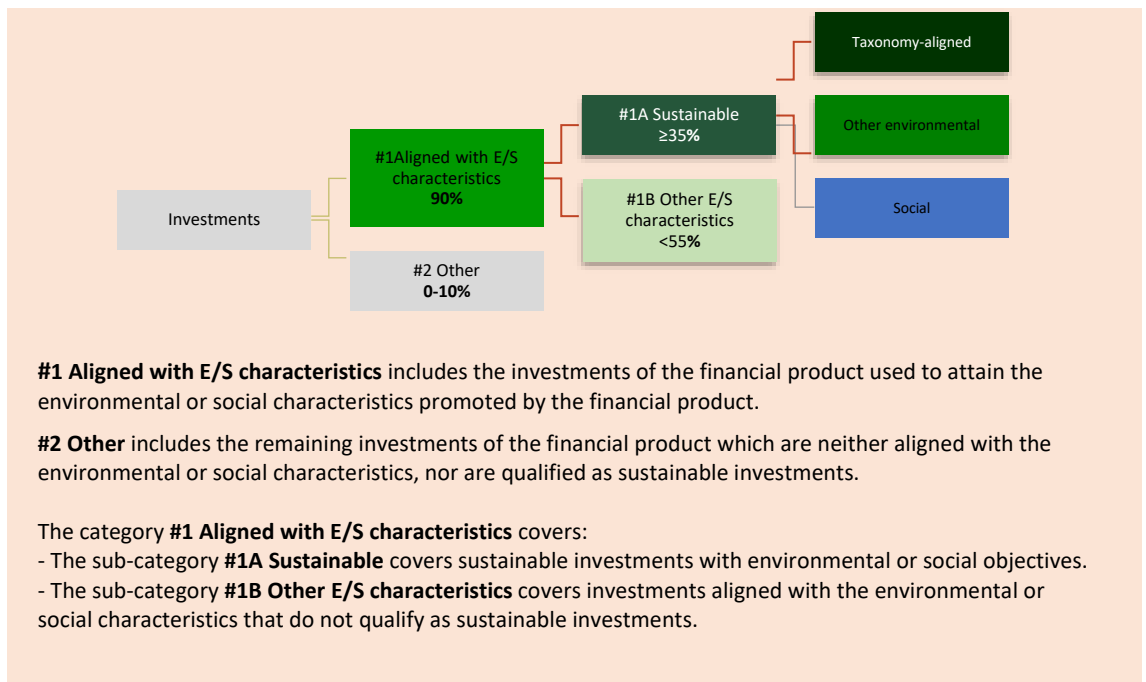 Taxonomy-aligned
#1A Sustainable
≥35%
Other environmental
#1Aligned with E/S
characteristics
90%
#1B Other E/S
characteristics
<55%
Social
Investments
#2 Other
0-10%
#1 Aligned with E/S characteristics includes the investments of the financial product used to attain the
environmental or social characteristics promoted by the financial product.
#2 Other includes the remaining investments of the financial product which are neither aligned with the
environmental or social characteristics, nor are qualified as sustainable investments.
The category #1 Aligned with E/S characteristics covers:
- The sub-category #1A Sustainable covers sustainable investments with environmental or social objectives.
- The sub-category #1B Other E/S characteristics covers investments aligned with the environmental or
social characteristics that do not qualify as sustainable investments.